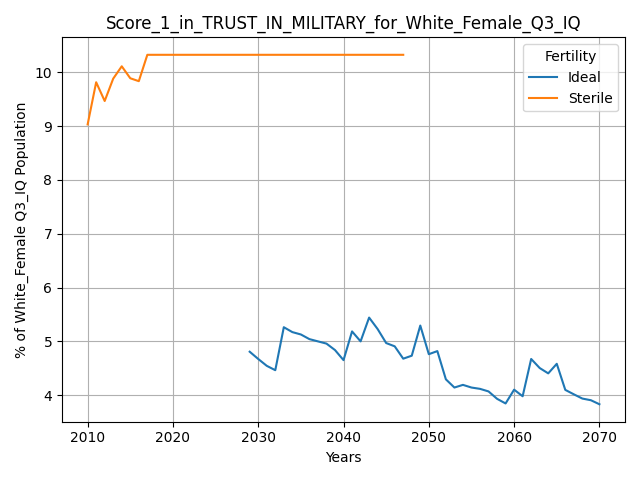 Score_1_in_TRUST_IN_MILITARY_for_White_Female_Q3_IQ
Fertility
Ideal
Sterile
% of White_Female Q3_IQ Population
10
9
8
7
6
5
4
2010 2020 2030 2040 2050 2060 2070
Years